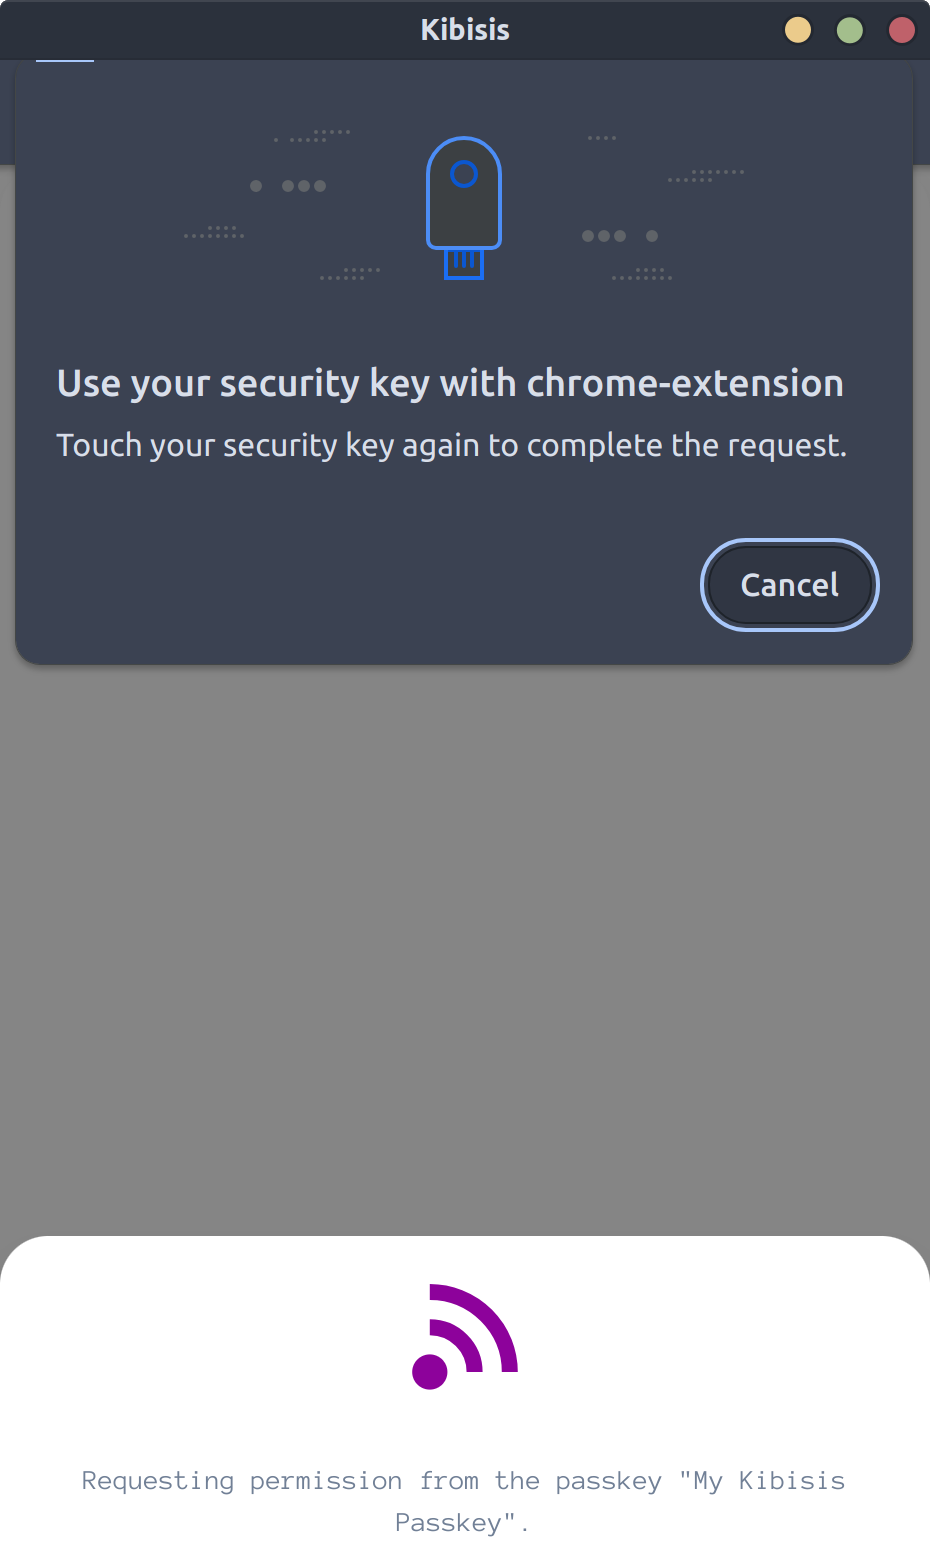 Kibisis
Use your security key with chrome-extension
Touch your security key again to complete the request.
Cancel
Requesting permission from the passkey "My Kibisis
Passkey".